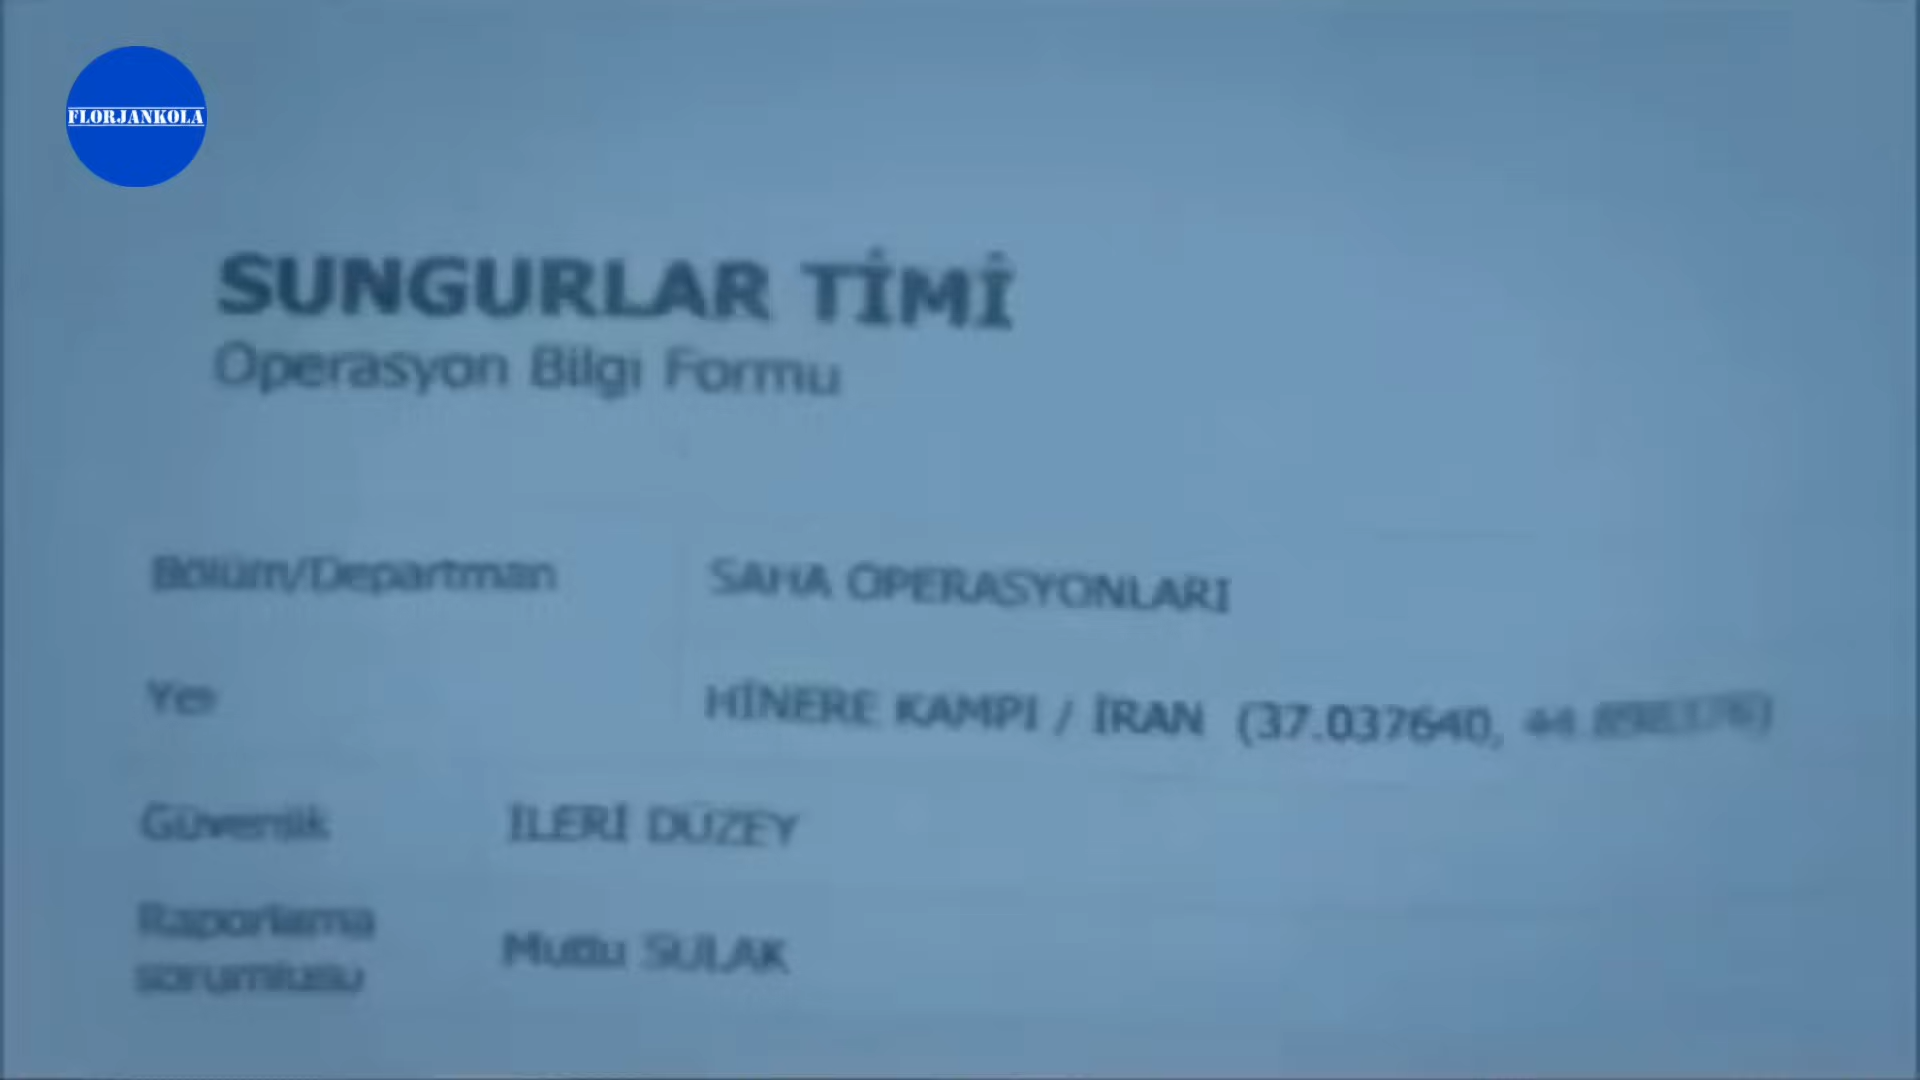 FLORJANKOLA
SUNGURLAR TİMİ
Operasyon Bilgi Formu
Bölüm/Departman SAHA OPERASYONLARI
Yer HİNERE KAMPI / İRAN (37.037640,
Güvenlik İLERİ DÜZEY
Raporlama sorumlusu Mutlu SULAK